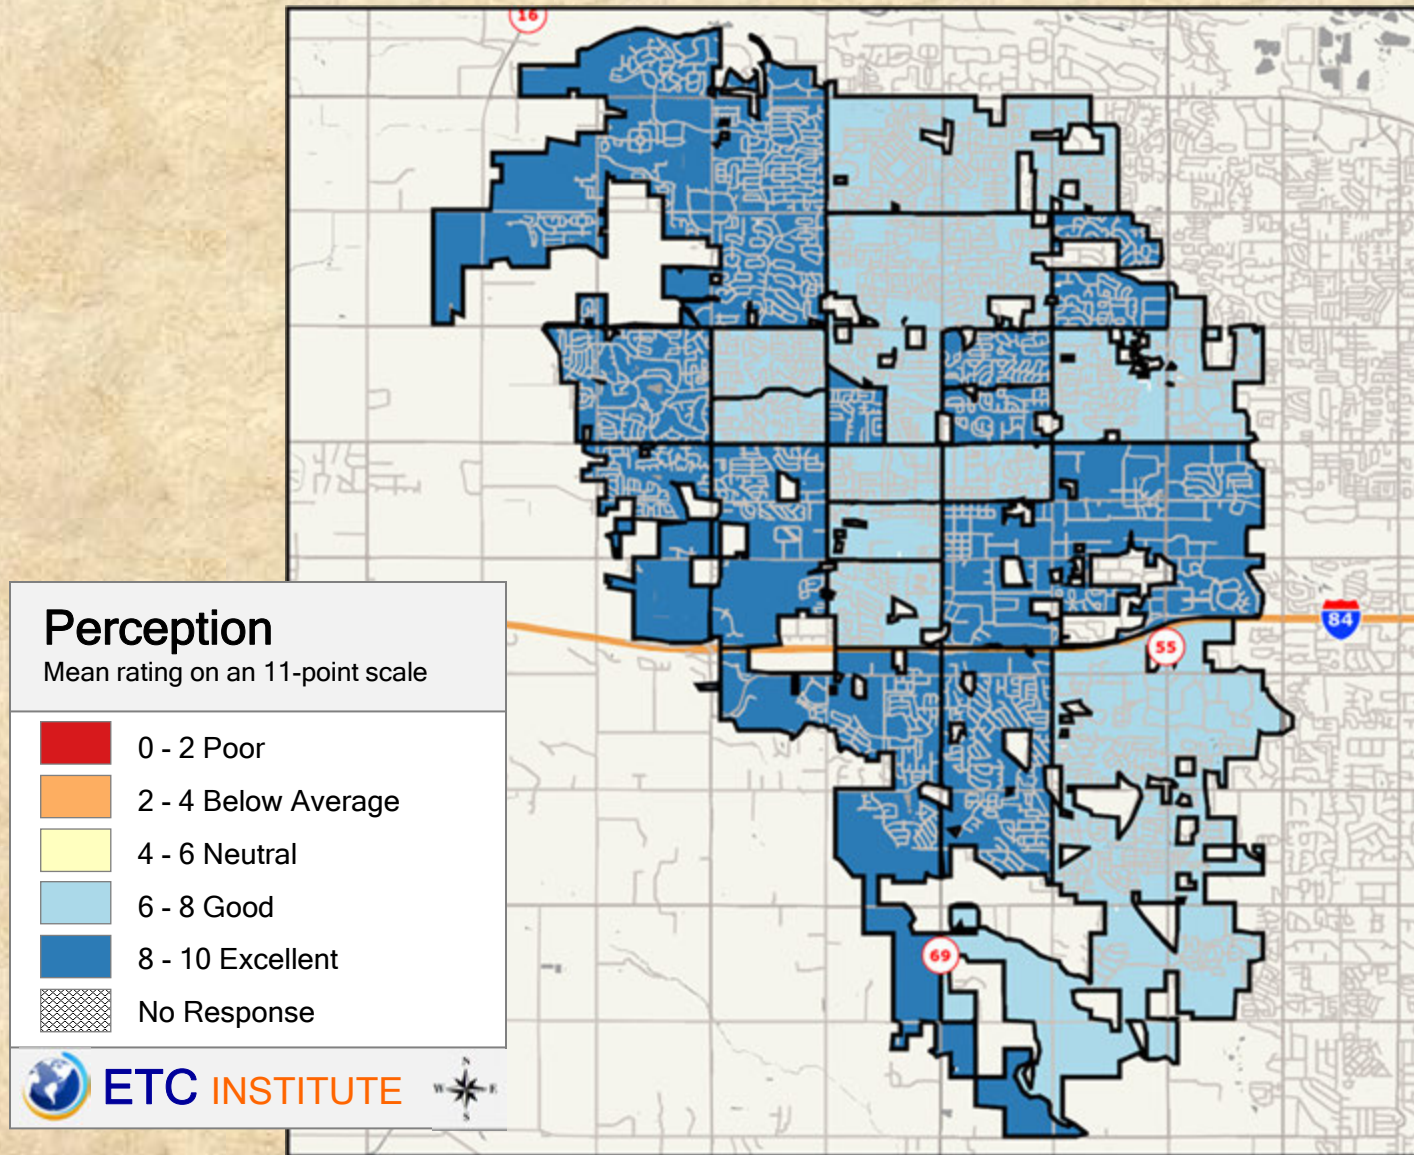 16
84
55
69
Perception
Mean rating on an 11-point scale
0 - 2 Poor
2 - 4 Below Average
4 - 6 Neutral
6 - 8 Good
8 - 10 Excellent
No Response
ETC INSTITUTE
N
W E
S